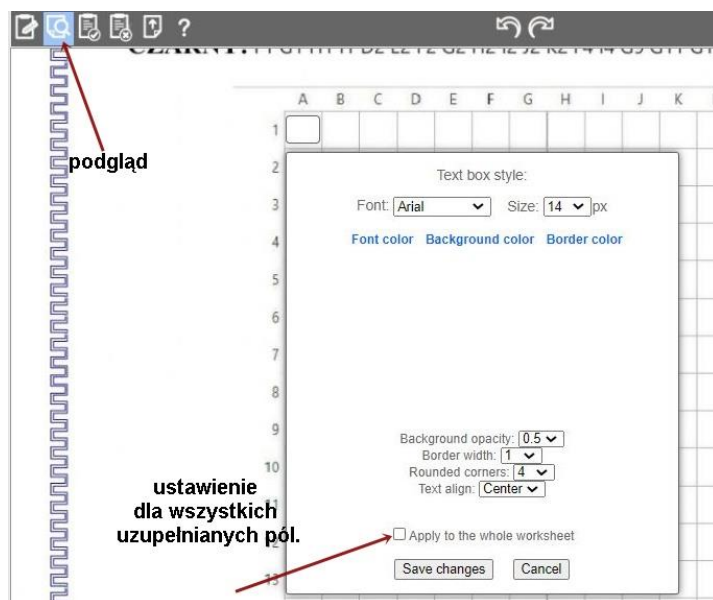 ?
CZARNY:
A B C D E F G H I J K
1
podgląd
2
Text box style:
3
Font: Arial Size: 14 px
4
Font color Background color Border color
5
6
7
8
9
Background opacity: 0.5
Border width: 1
10
Rounded corners: 4
Text align: Center
ustawienie
11
dla wszystkich
uzupełnianych pól.
12
Apply to the whole worksheet
Save changes Cancel
13